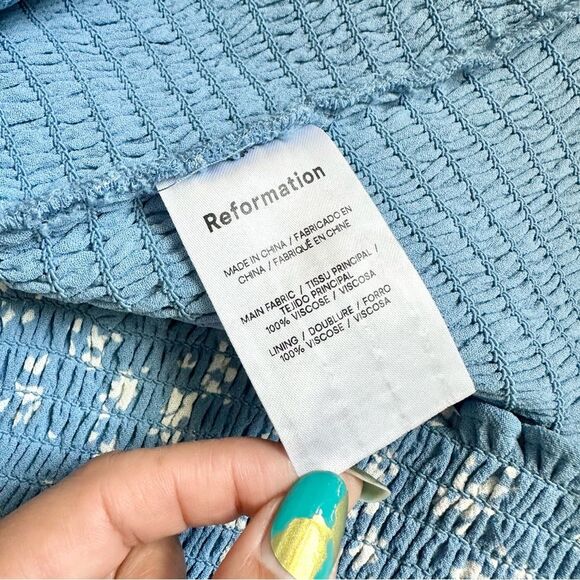 Reformation
MADE IN CHINA / FABRICADO EN
CHINA / FABRIQUÉ EN CHINE
MAIN FABRIC / TISSU PRINCIPAL /
TEJIDO PRINCIPAL
100% VISCOSE / VISCOSA
LINING / DOUBLURE / FORRO
100% VISCOSE / VISCOSA